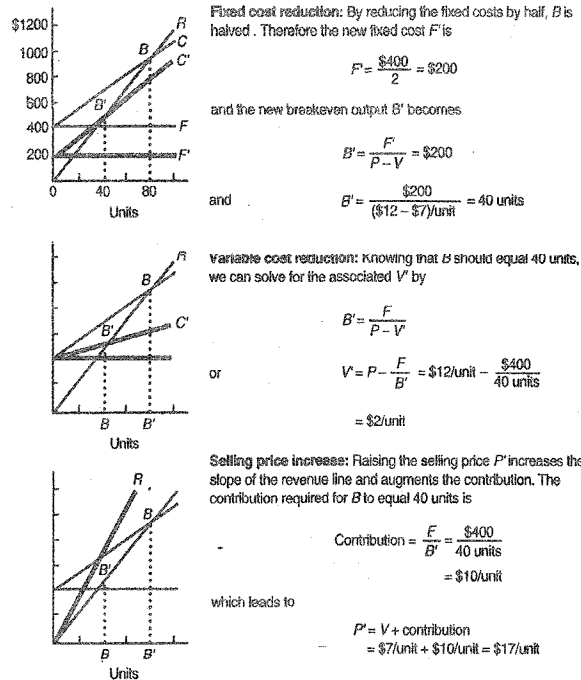 Fixed cost reduction: By reducing the fixed costs by half, B is
halved . Therefore the new fixed cost F' is
F' = $400 / 2 = $200
and the new breakeven output B' becomes
B' = F' / P – V = $200
and
B' = $200 / ($12 – $7)/unit = 40 units
$1200
1000
800
600
400
200
0
40
80
Units
R
C
C'
B
B'
F
F'
Variable cost reduction: Knowing that B should equal 40 units,
we can solve for the associated V' by
B' = F / P – V'
or
V' = P – F / B' = $12/unit – $400 / 40 units
= $2/unit
R
B
C'
B'
B
B'
Units
Selling price increase: Raising the selling price P' increases the
slope of the revenue line and augments the contribution. The
contribution required for B to equal 40 units is
Contribution = F / B' = $400 / 40 units
= $10/unit
which leads to
P' = V + contribution
= $7/unit + $10/unit = $17/unit
R
B
B'
B
B'
Units